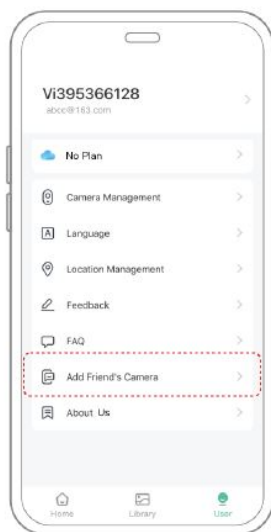 Vi395366128
abcc@163.com
No Plan
Camera Management
A Language
Location Management
Feedback
FAQ
Add Friend's Camera
About Us
Home
Library
User